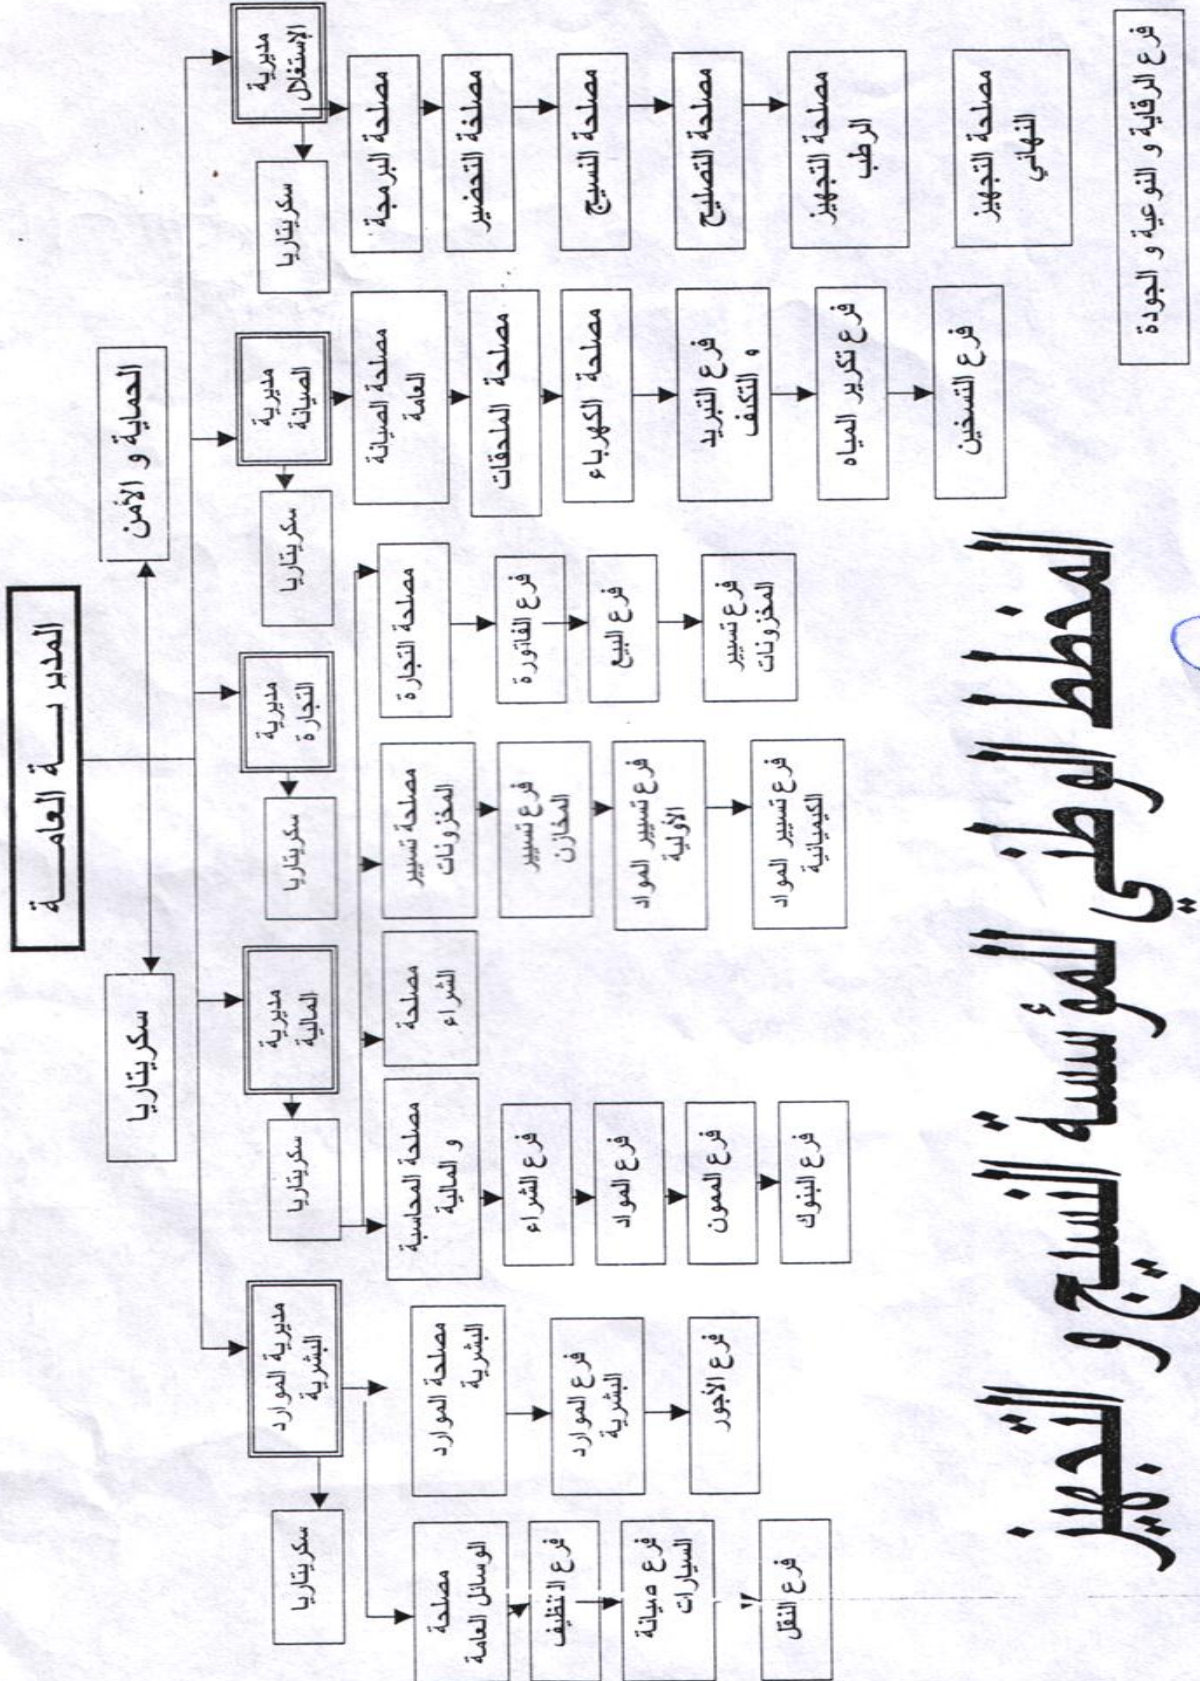 المديريــة العامــــة
الحماية و الأمن
سكريتاريا
مديرية
الإستغلال
سكريتاريا
مصلحة البرمجة
مصلخة التحضير
مصلحة النسيج
مصلحة التصليح
مصلحة التجهيز
الرطب
مصلحة التجهيز
النهائي
فرع الرقابة و النوعية و الجودة
مديرية
الصيانة
سكريتاريا
مصلحة الصيانة
العامة
مصلحة الملحقات
مصلحة الكهرباء
فرع التبريد
و التكيف
فرع تكرير المياه
فرع التسخين
مديرية
التجارة
سكريتاريا
مصلحة التجارة
فرع الفاتورة
فرع البيع
فرع تسيير
المخزونات
مصلحة تسيير
المخزونات
فرع تسيير
المخازن
فرع تسيير المواد
الأولية
فرع تسيير المواد
الكيميائية
مديرية
المالية
سكريتاريا
مصلحة
الشراء
مصلحة المحاسبة
و المالية
فرع الشراء
فرع المواد
فرع الممون
فرع البنوك
مديرية الموارد
البشرية
سكريتاريا
مصلحة الموارد
البشرية
فرع الموارد
البشرية
فرع الأجور
مصلحة
الوسائل العامة
فرع التنظيف
فرع صيانة
السيارات
فرع النقل
المخطط الوظيفي المؤسسة النسيج و التجهيز